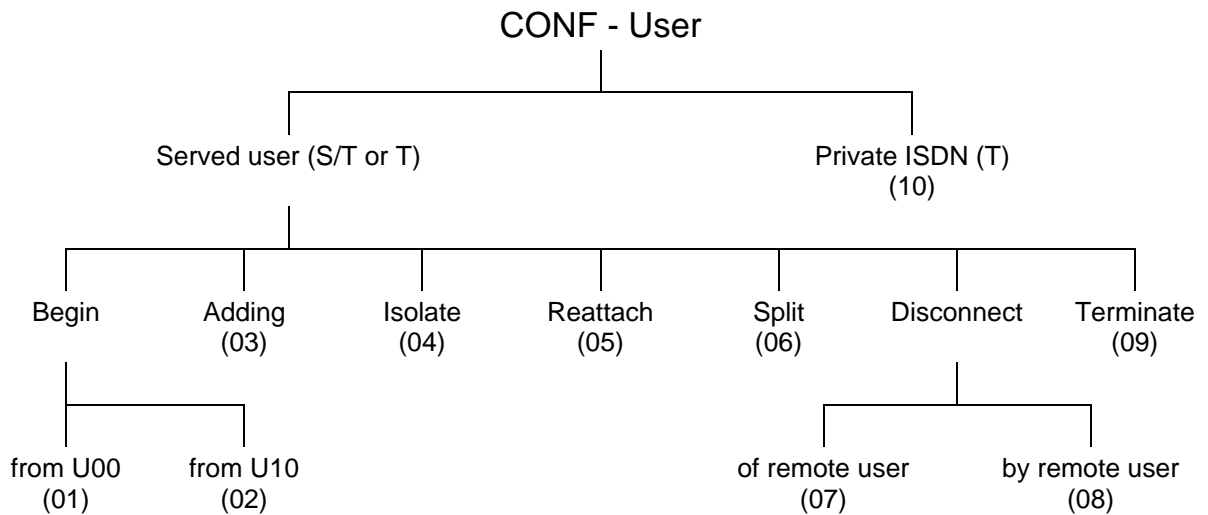 CONF - User
Served user (S/T or T)
Private ISDN (T)
(10)
Begin
Adding
(03)
Isolate
(04)
Reattach
(05)
Split
(06)
Disconnect
Terminate
(09)
from U00
(01)
from U10
(02)
of remote user
(07)
by remote user
(08)